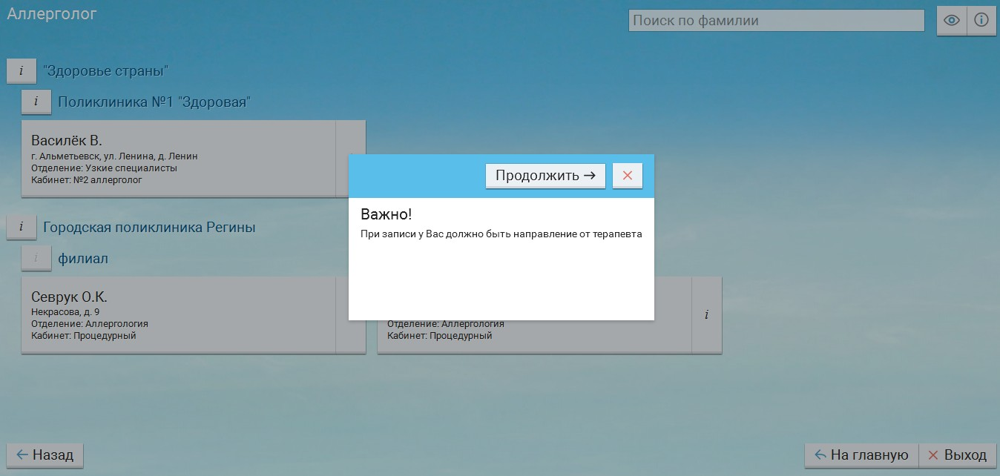 Аллерголог
Поиск по фамилии
i
i "Здоровье страны"
i Поликлиника №1 "Здоровая"
Василёк В.
г. Альметьевск, ул. Ленина, д. Ленин
Отделение: Узкие специалисты
Кабинет: №2 аллерголог
Продолжить →
Важно!
При записи у Вас должно быть направление от терапевта
i Городская поликлиника Регины
i филиал
Севрук О.К.
Некрасова, д. 9
Отделение: Аллергология
Кабинет: Процедурный
Отделение: Аллергология
Кабинет: Процедурный
i
← Назад
На главную
Выход